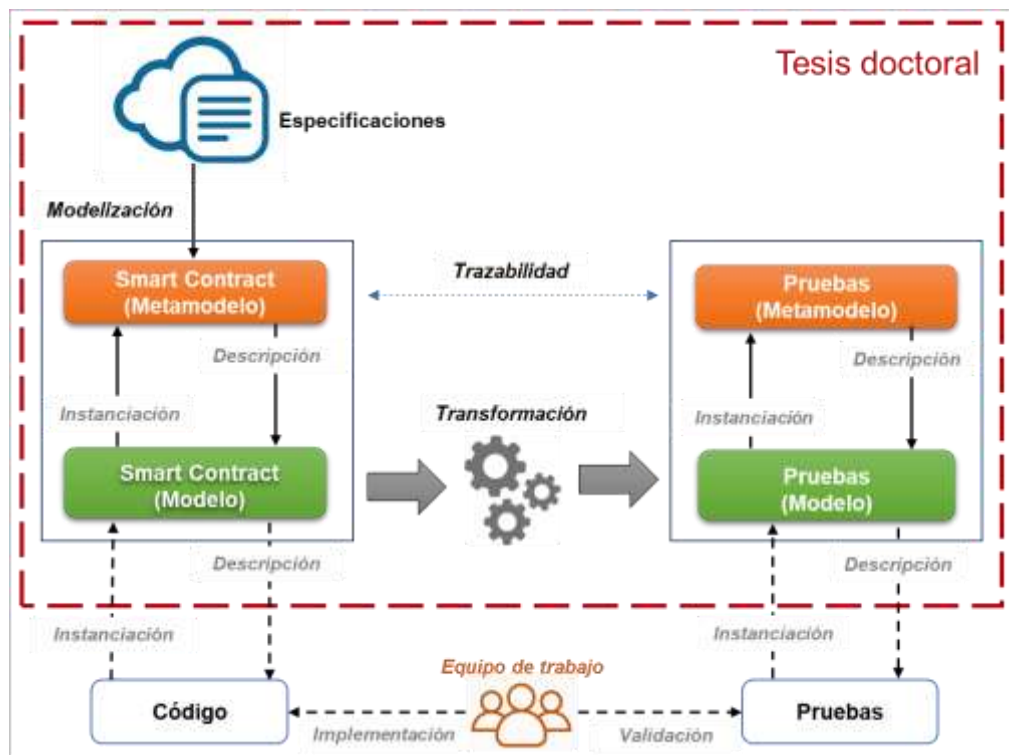 Tesis doctoral
Especificaciones
Modelización
Smart Contract
(Metamodelo)
Trazabilidad
Pruebas
(Metamodelo)
Descripción
Descripción
Instanciación
Transformación
Instanciación
Smart Contract
(Modelo)
Pruebas
(Modelo)
Descripción
Descripción
Instanciación
Instanciación
Equipo de trabajo
Código
Implementación
Validación
Pruebas